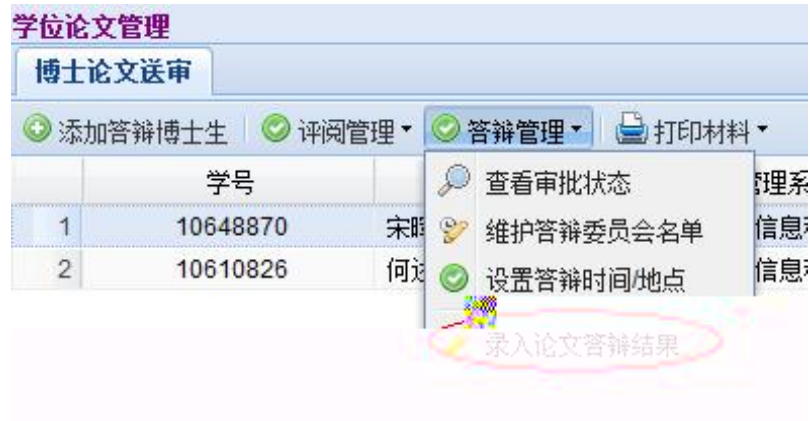 学位论文管理
博士论文送审
添加答辩博士生 评阅管理 答辩管理 打印材料
学号 查看审批状态 管理系
1 10648870 宋 维护答辩委员会名单 信息
2 10610826 何 设置答辩时间/地点 信息
录入论文答辩结果